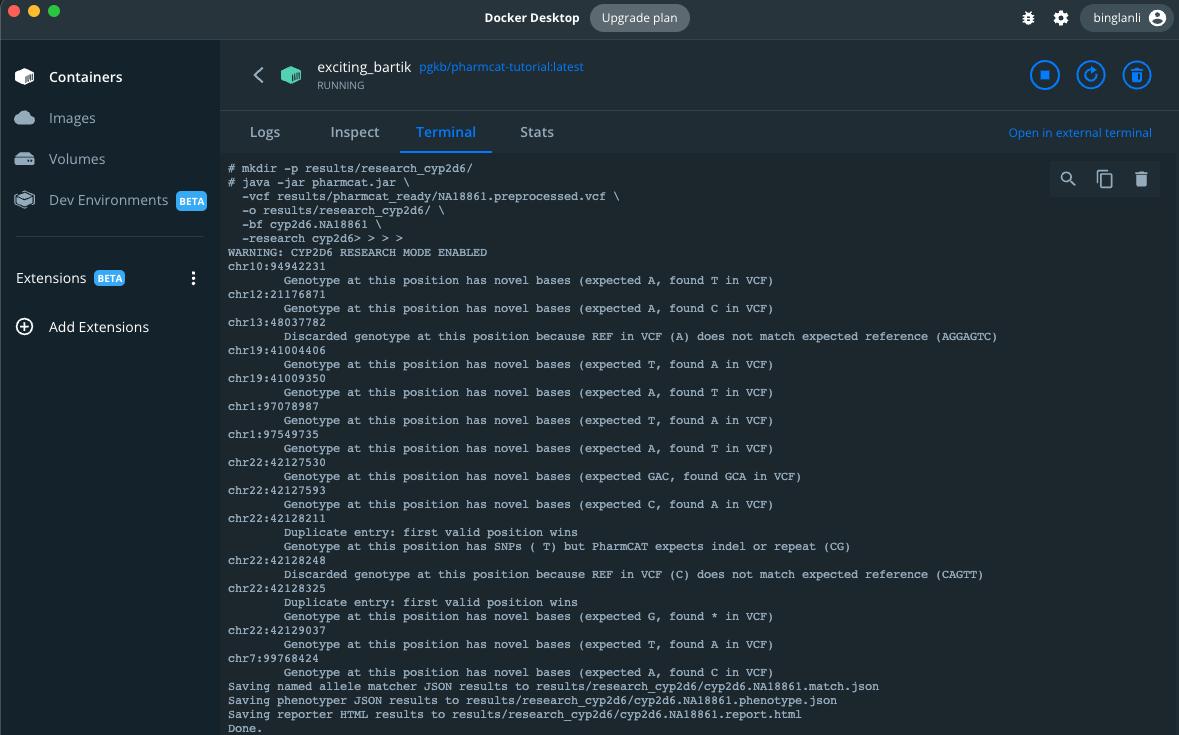 Docker Desktop
Upgrade plan
binglanli
Containers
Images
Volumes
Dev Environments BETA
Extensions BETA
Add Extensions
exciting_bartik pgkb/pharmcat-tutorial:latest
RUNNING
Logs Inspect Terminal Stats
Open in external terminal
# mkdir -p results/research_cyp2d6/
# java -jar pharmcat.jar \
-vcf results/pharmcat_ready/NA18861.preprocessed.vcf \
-o results/research_cyp2d6/ \
-bf cyp2d6.NA18861 \
-research cyp2d6> > > >
WARNING: CYP2D6 RESEARCH MODE ENABLED
chr10:94942231
Genotype at this position has novel bases (expected A, found T in VCF)
chr12:21176871
Genotype at this position has novel bases (expected A, found C in VCF)
chr13:48037782
Discarded genotype at this position because REF in VCF (A) does not match expected reference (AGGAGTC)
chr19:41004406
Genotype at this position has novel bases (expected T, found A in VCF)
chr19:41009350
Genotype at this position has novel bases (expected A, found T in VCF)
chr1:97078987
Genotype at this position has novel bases (expected T, found A in VCF)
chr1:97549735
Genotype at this position has novel bases (expected A, found T in VCF)
chr22:42127530
Genotype at this position has novel bases (expected GAC, found GCA in VCF)
chr22:42127593
Genotype at this position has novel bases (expected C, found A in VCF)
chr22:42128211
Duplicate entry: first valid position wins
Genotype at this position has SNPs ( T) but PharmCAT expects indel or repeat (CG)
chr22:42128248
Discarded genotype at this position because REF in VCF (C) does not match expected reference (CAGTT)
chr22:42128325
Duplicate entry: first valid position wins
Genotype at this position has novel bases (expected G, found * in VCF)
chr22:42129037
Genotype at this position has novel bases (expected T, found A in VCF)
chr7:99768424
Genotype at this position has novel bases (expected A, found C in VCF)
Saving named allele matcher JSON results to results/research_cyp2d6/cyp2d6.NA18861.match.json
Saving phenotyper JSON results to results/research_cyp2d6/cyp2d6.NA18861.phenotype.json
Saving reporter HTML results to results/research_cyp2d6/cyp2d6.NA18861.report.html
Done.